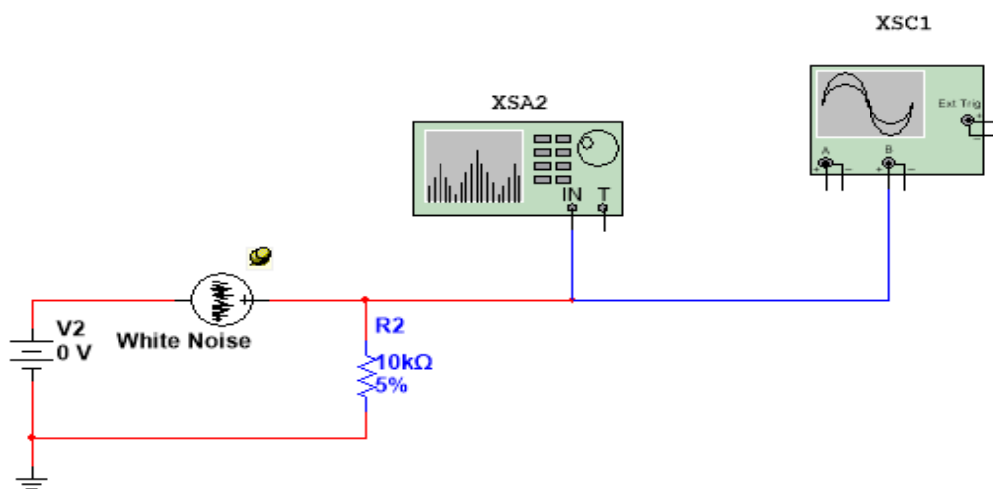 XSC1
XSA2
Ext Trig
+
−
A
B
+ −
+ −
IN T
+
V2
0 V
White Noise
R2
10kΩ
5%